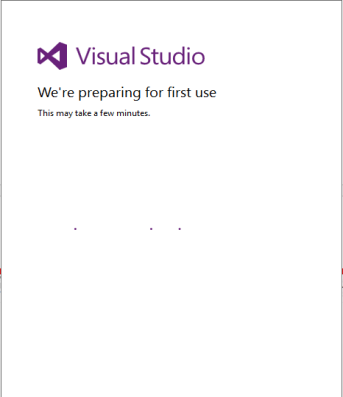 Visual Studio
We're preparing for first use
This may take a few minutes.